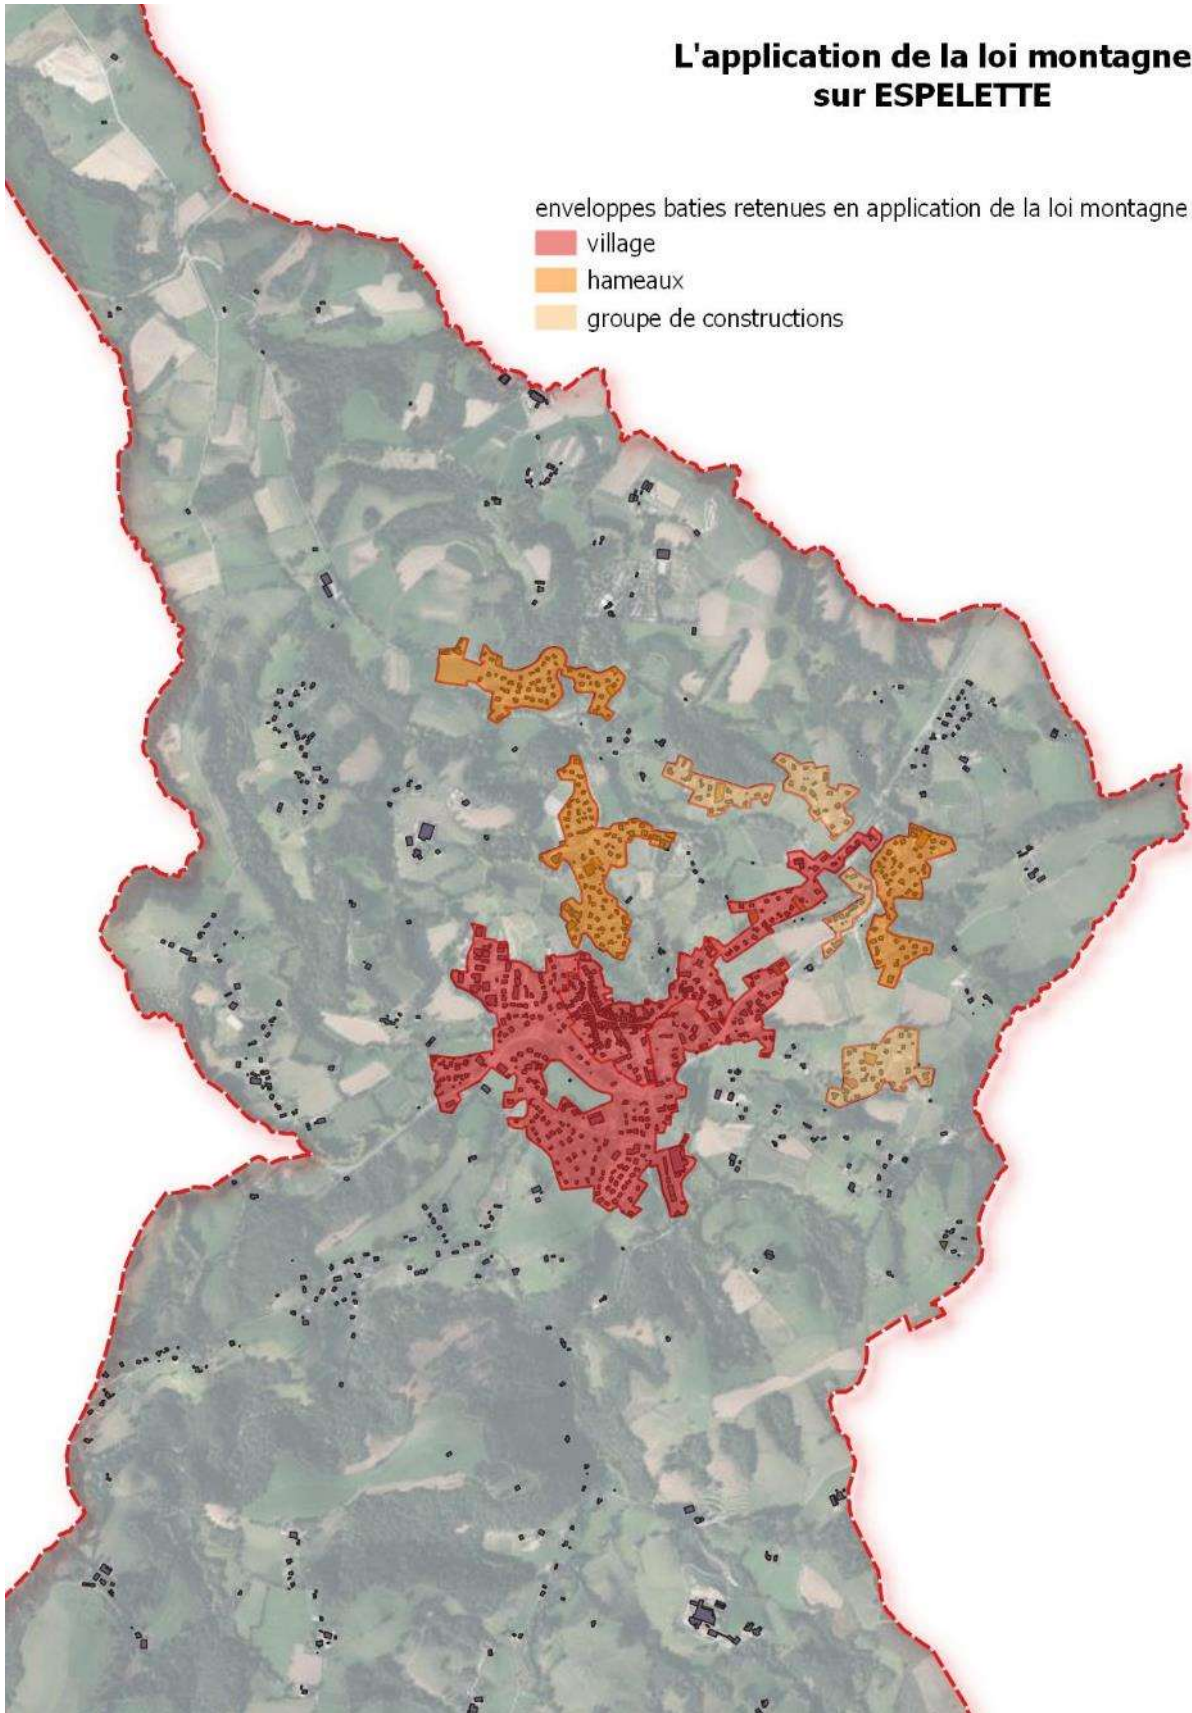 L'application de la loi montagne
sur ESPELETTE
enveloppes baties retenues en application de la loi montagne
village
hameaux
groupe de constructions